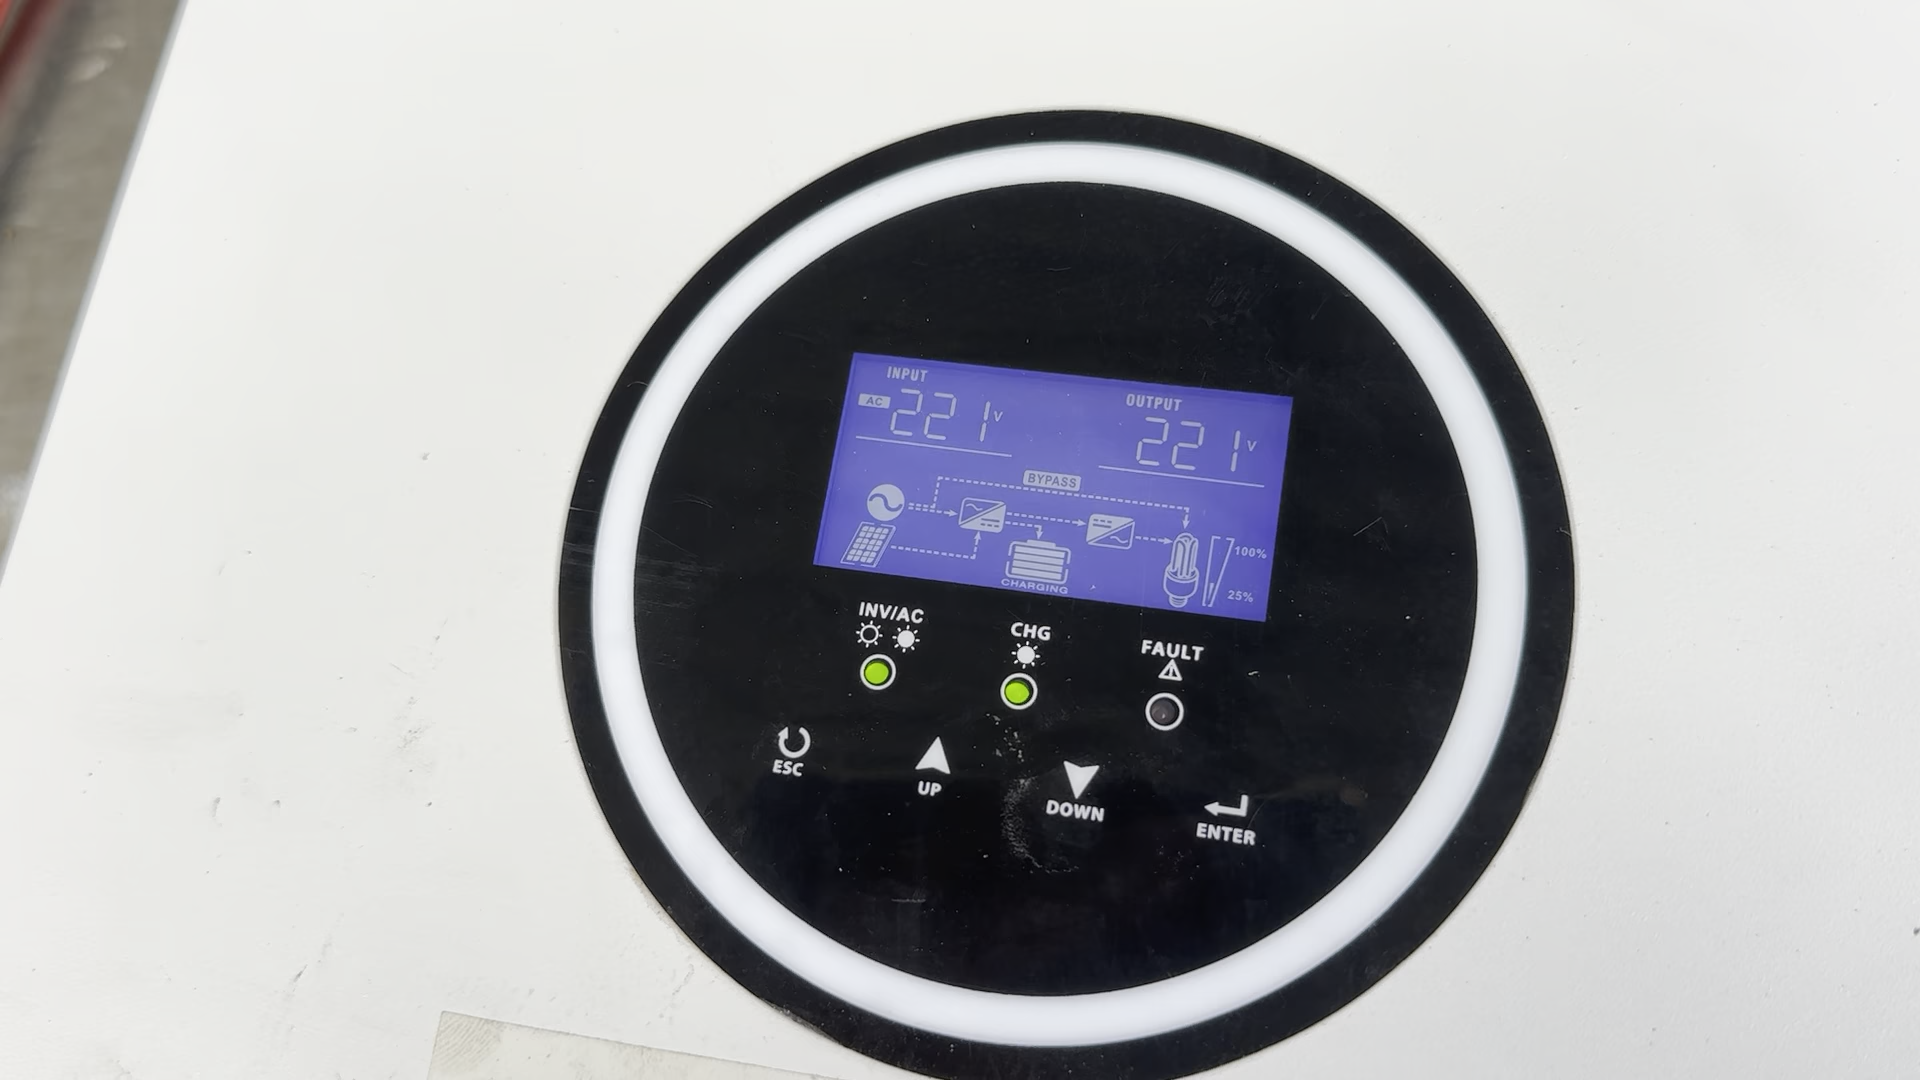 INPUT
OUTPUT
AC 221V
221V
BYPASS
100%
25%
CHARGING
INV/AC
CHG
FAULT
ESC
UP
DOWN
ENTER